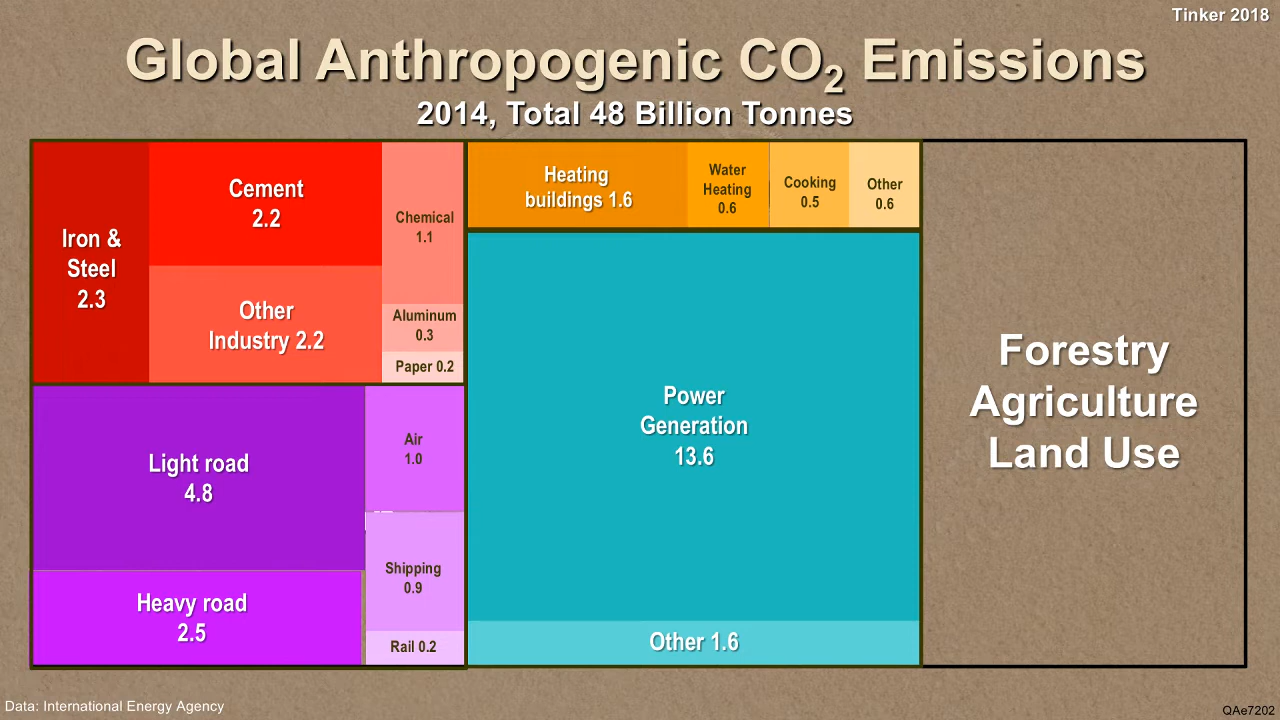 Tinker 2018
Global Anthropogenic CO₂ Emissions
2014, Total 48 Billion Tonnes
Iron &
Steel
2.3
Cement
2.2
Other
Industry 2.2
Chemical
1.1
Aluminum
0.3
Paper 0.2
Heating
buildings 1.6
Water
Heating
0.6
Cooking
0.5
Other
0.6
Light road
4.8
Heavy road
2.5
Air
1.0
Shipping
0.9
Rail 0.2
Power
Generation
13.6
Other 1.6
Forestry
Agriculture
Land Use
Data: International Energy Agency
QAe7202